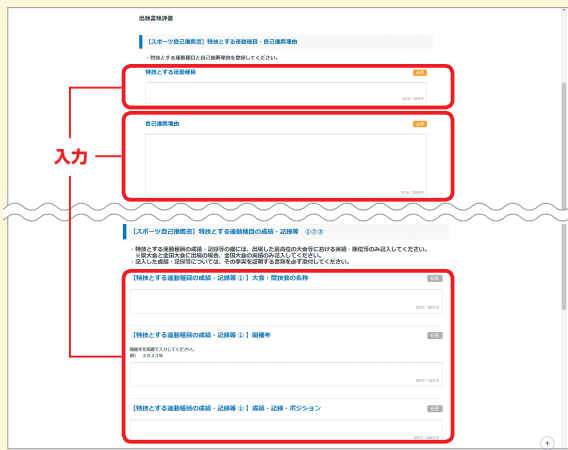 出願書類評価
【スポーツ自己推薦書】特技とする運動種目・自己推薦理由
・特技とする運動種目と自己推薦理由を登録してください。
特技とする運動種目
必須
自己推薦理由
必須
入力
【スポーツ自己推薦書】特技とする運動種目の成績・記録等 ①②③
・特技とする運動種目の成績・記録等の欄には、出場した最高位の大会等における実績・順位等のみ記入してください。
※県大会と全国大会に出場の場合、全国大会の実績のみ記入してください。
・記入した成績・記録等については、その事実を証明する書類を必ず添付してください。
【特技とする運動種目の成績・記録等 ① 】大会・競技会の名称
任意
【特技とする運動種目の成績・記録等 ① 】開催年
任意
開催年を西暦で入力してください。
例） 2023年
【特技とする運動種目の成績・記録等 ① 】成績・記録・ポジション
任意